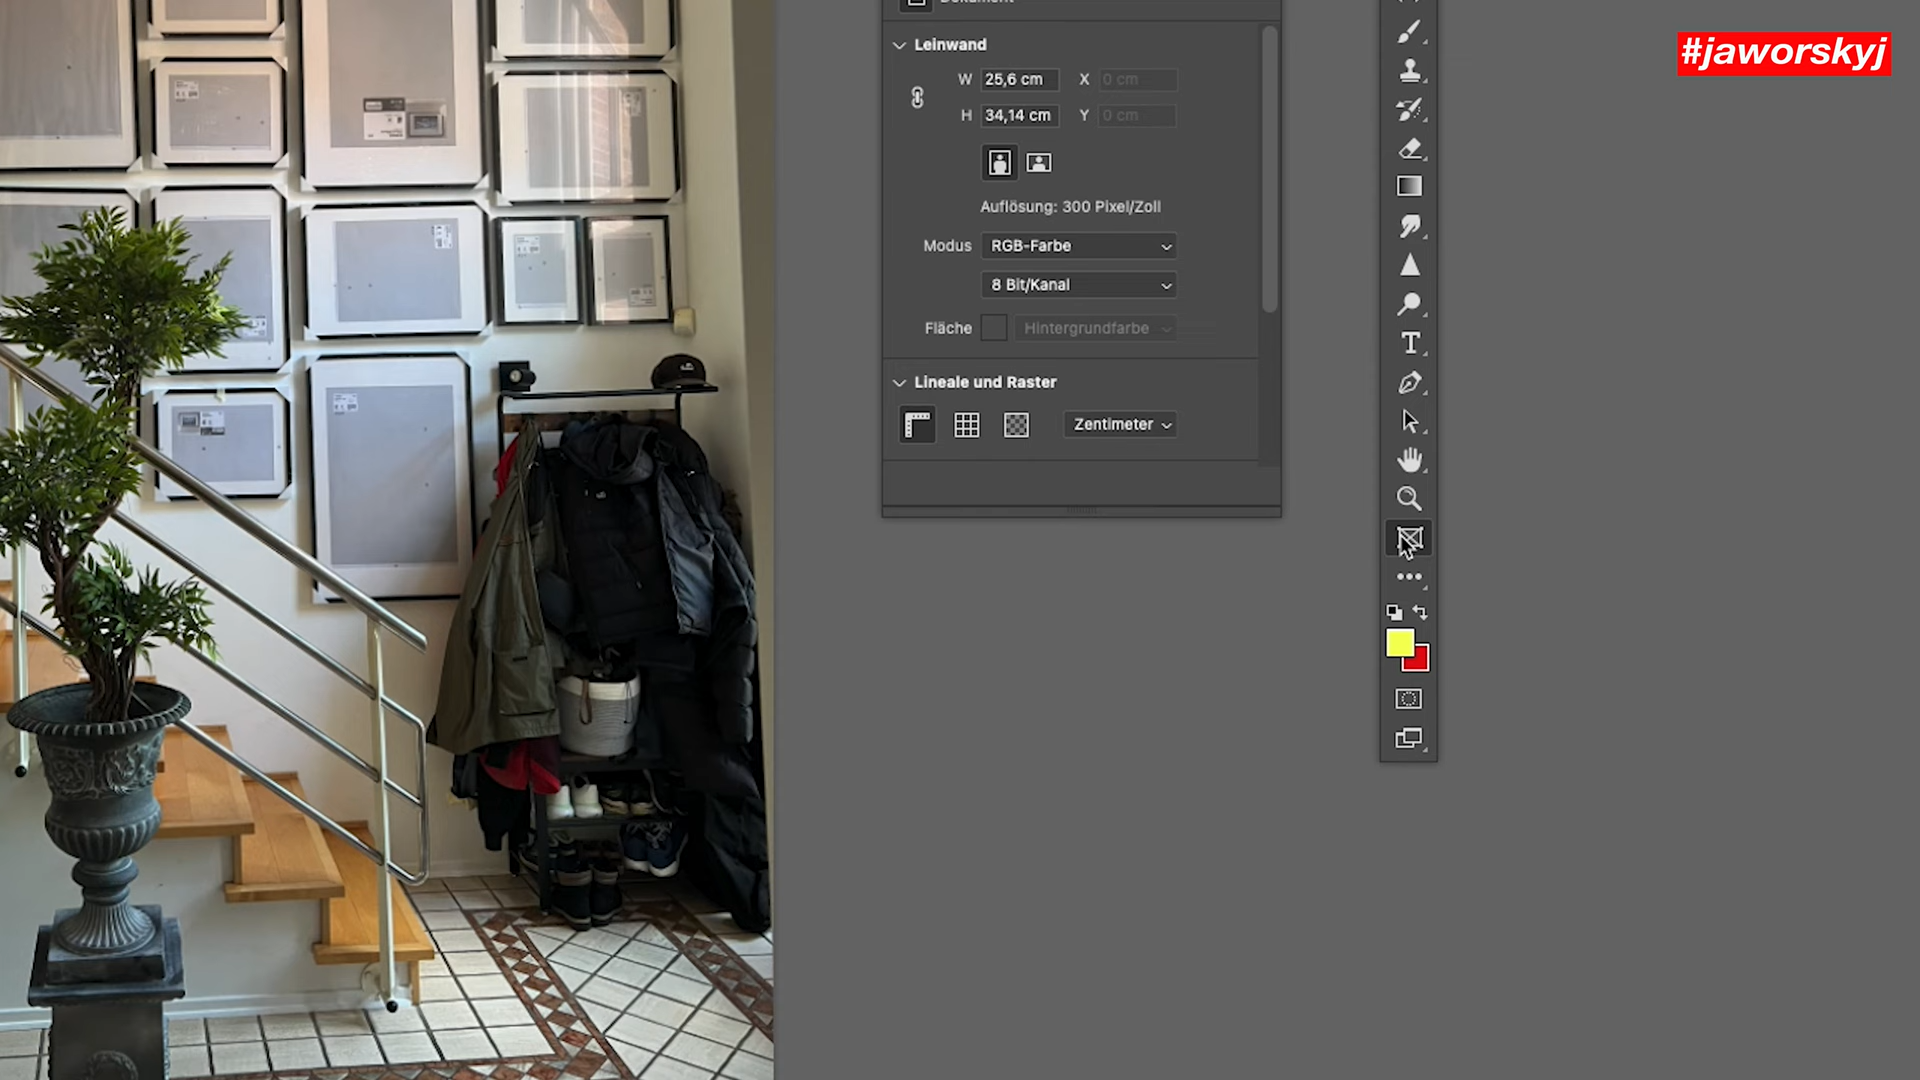 #jaworskyj
Dokument
Leinwand
W 25,6 cm X 0 cm
H 34,14 cm Y 0 cm
Auflösung: 300 Pixel/Zoll
Modus RGB-Farbe
8 Bit/Kanal
Fläche Hintergrundfarbe
Lineale und Raster
Zentimeter